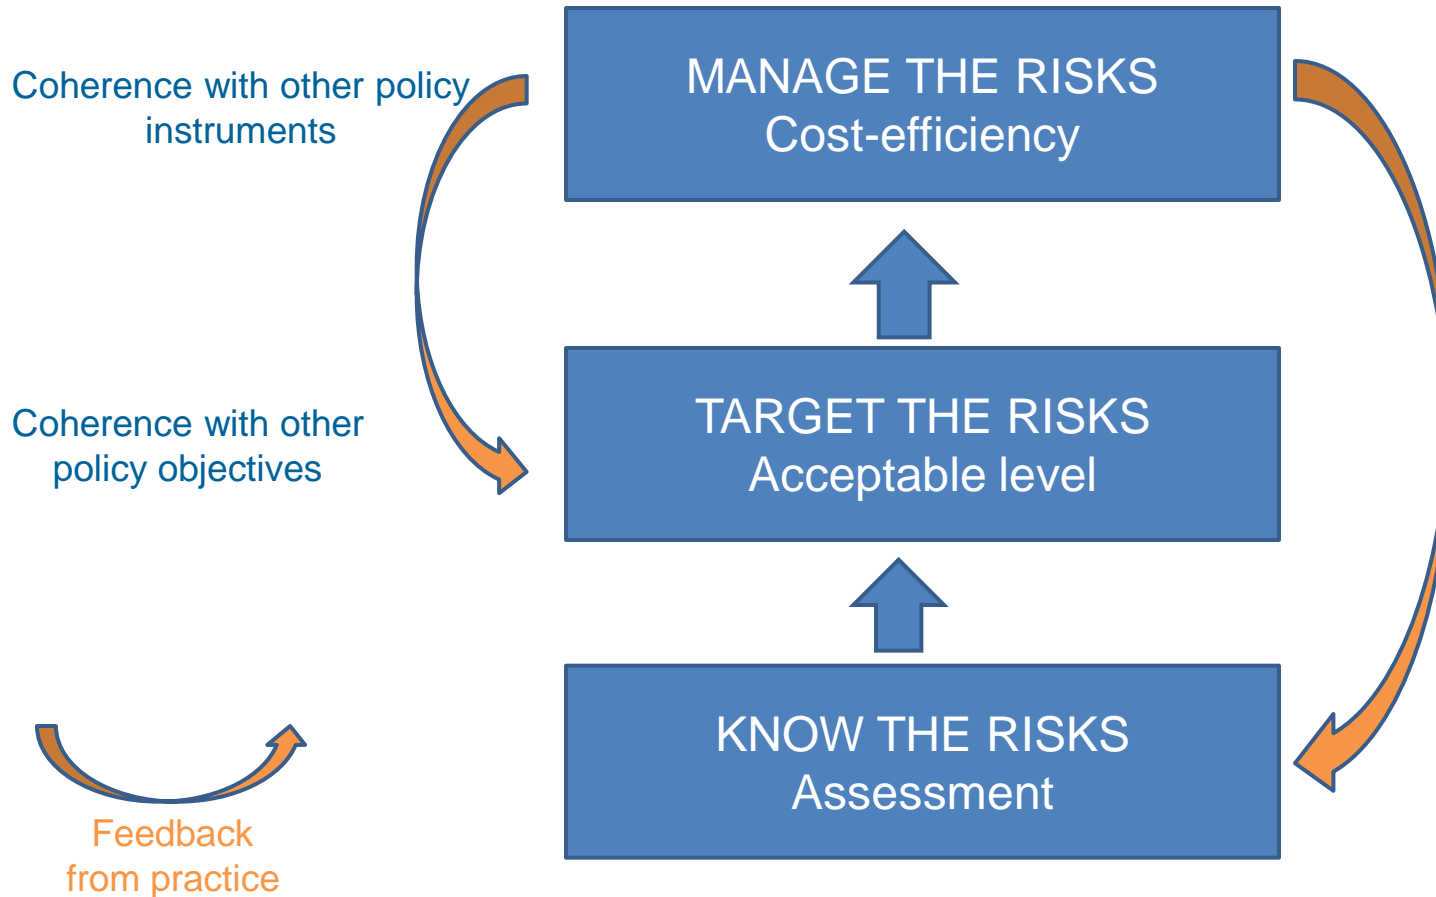 Coherence with other policy
instruments
MANAGE THE RISKS
Cost-efficiency
Coherence with other
policy objectives
TARGET THE RISKS
Acceptable level
KNOW THE RISKS
Assessment
Feedback
from practice